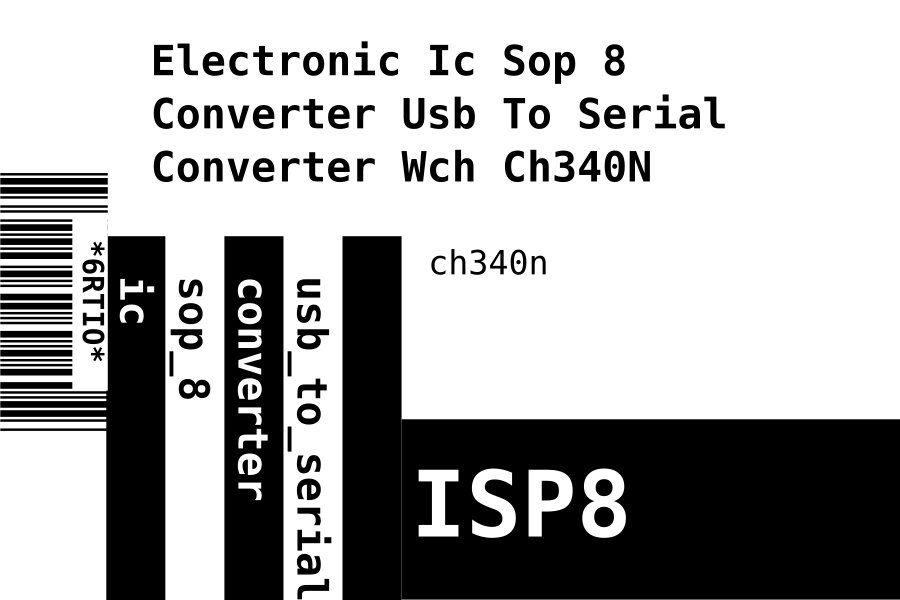 Electronic Ic Sop 8
Converter Usb To Serial
Converter Wch Ch340N
*6RTIO*
ic
sop_8
converter
usb_to_serial
ch340n
ISP8